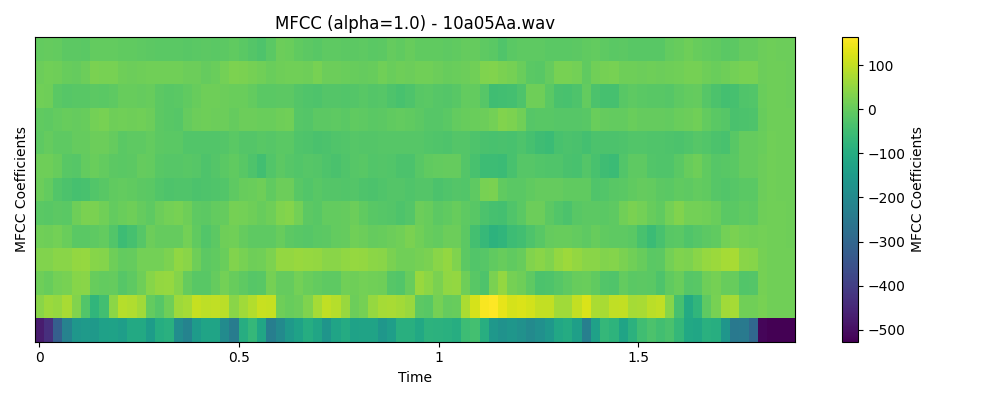 MFCC (alpha=1.0) - 10a05Aa.wav
MFCC Coefficients
0
0.5
1
1.5
Time
100
0
−100
−200
−300
−400
−500
MFCC Coefficients